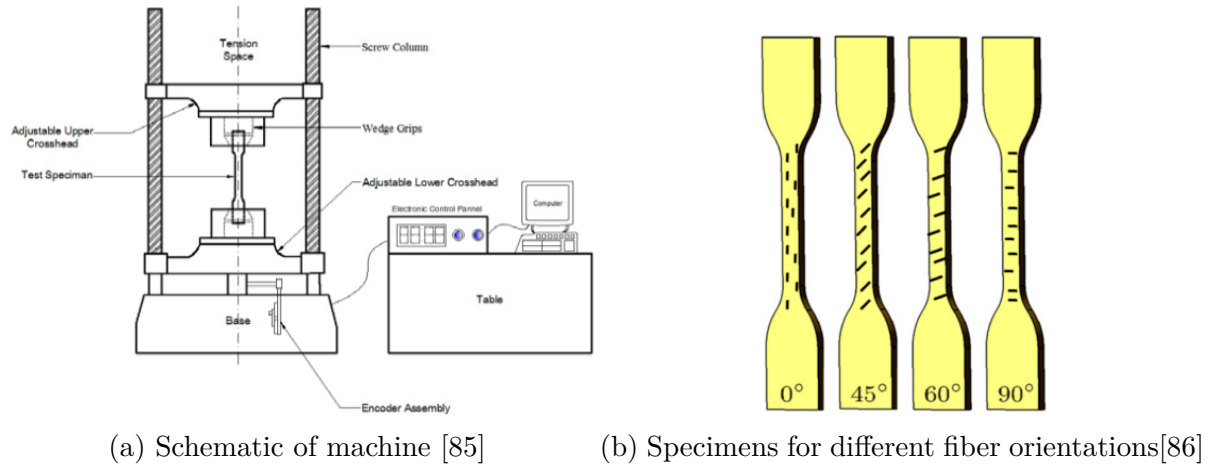 Tension
Space
Screw Column
Adjustable Upper
Crosshead
Wedge Grips
Test Speciman
Adjustable Lower Crosshead
Electronic Control Pannel
Computer
Base
Table
Encoder Assembly
0°
45°
60°
90°
(a) Schematic of machine [85]
(b) Specimens for different fiber orientations[86]